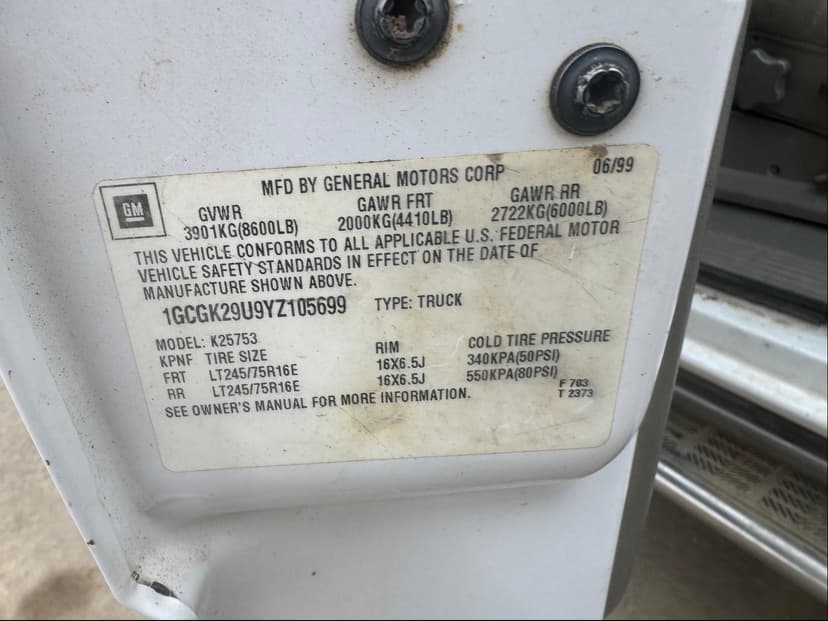 GM
MFD BY GENERAL MOTORS CORP 06/99
GVWR GAWR FRT GAWR RR
3901KG(8600LB) 2000KG(4410LB) 2722KG(6000LB)
THIS VEHICLE CONFORMS TO ALL APPLICABLE U.S. FEDERAL MOTOR
VEHICLE SAFETY STANDARDS IN EFFECT ON THE DATE OF
MANUFACTURE SHOWN ABOVE.
1GCGK29U9YZ105699 TYPE: TRUCK
MODEL: K25753
KPNF TIRE SIZE RIM COLD TIRE PRESSURE
FRT LT245/75R16E 16X6.5J 340KPA(50PSI)
RR LT245/75R16E 16X6.5J 550KPA(80PSI)
SEE OWNER'S MANUAL FOR MORE INFORMATION.
F 703
T 2373